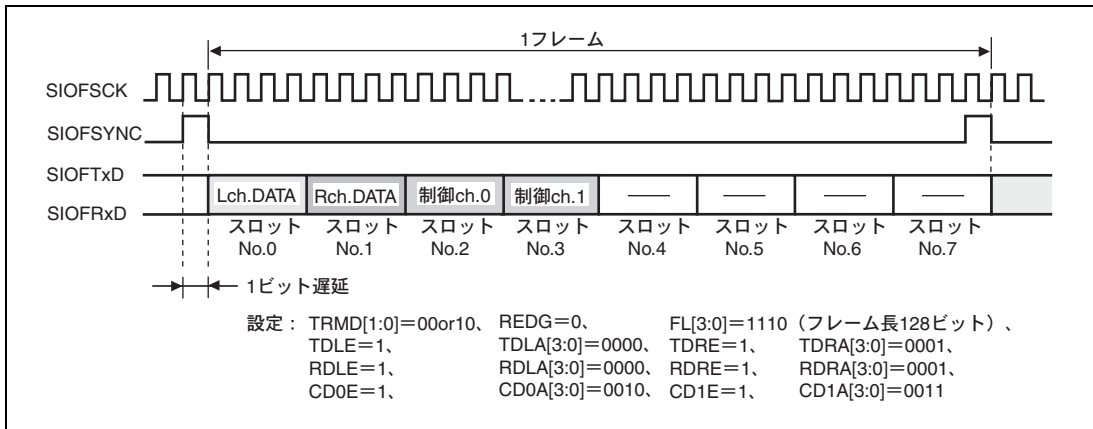 1フレーム
SIOFSCK
SIOFSYNC
SIOFTxD
SIOFRxD
Lch.DATA Rch.DATA 制御ch.0 制御ch.1 —— —— —— ——
スロット スロット スロット スロット スロット スロット スロット スロット
No.0 No.1 No.2 No.3 No.4 No.5 No.6 No.7
1ビット遅延
設定： TRMD[1:0]＝00or10、 REDG＝0、 FL[3:0]＝1110（フレーム長128ビット）、
TDLE＝1、 TDLA[3:0]＝0000、 TDRE＝1、 TDRA[3:0]＝0001、
RDLE＝1、 RDLA[3:0]＝0000、 RDRE＝1、 RDRA[3:0]＝0001、
CD0E＝1、 CD0A[3:0]＝0010、 CD1E＝1、 CD1A[3:0]＝0011